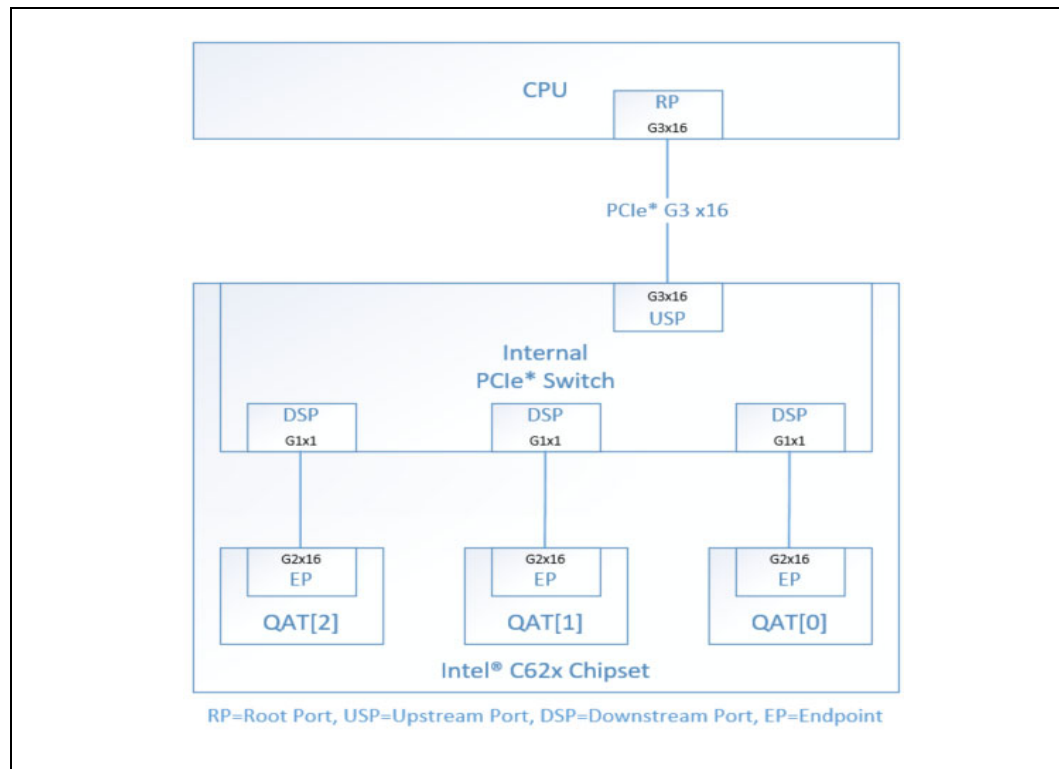 CPU
RP
G3x16
PCIe* G3 x16
G3x16
USP
Internal
PCIe* Switch
DSP DSP DSP
G1x1 G1x1 G1x1
G2x16 G2x16 G2x16
EP EP EP
QAT[2] QAT[1] QAT[0]
Intel® C62x Chipset
RP=Root Port, USP=Upstream Port, DSP=Downstream Port, EP=Endpoint